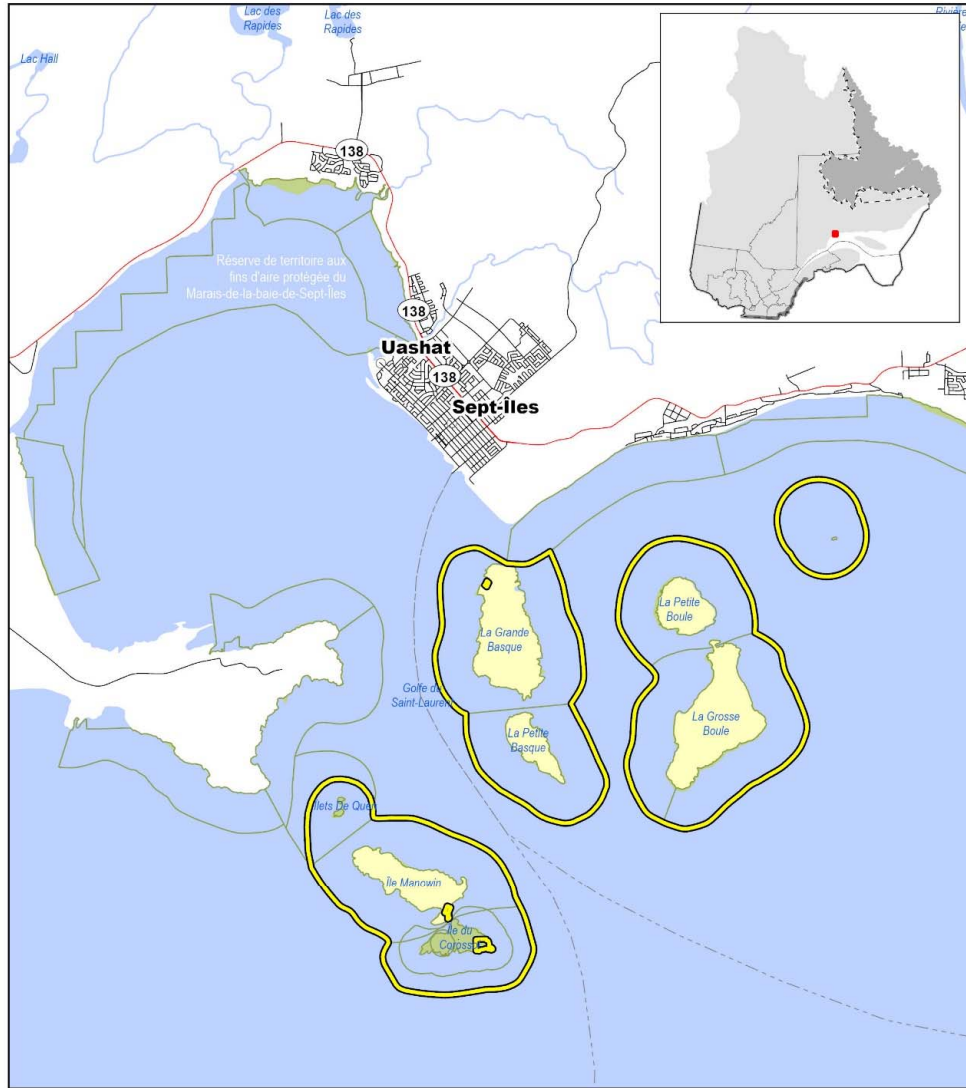 Lac des
Rapides
Lac des
Rapides
Lac Hall
138
Réserve de territoire aux
fins d'aire protégée du
Marais-de-la-baie-de-Sept-Îles
138
Uashat
138
Sept-Îles
La Petite
Boule
La Grande
Basque
Golfe du
Saint-Laurent
La Petite
Basque
La Grosse
Boule
Îlets De Quen
Île Manowin
Île du
Corossol